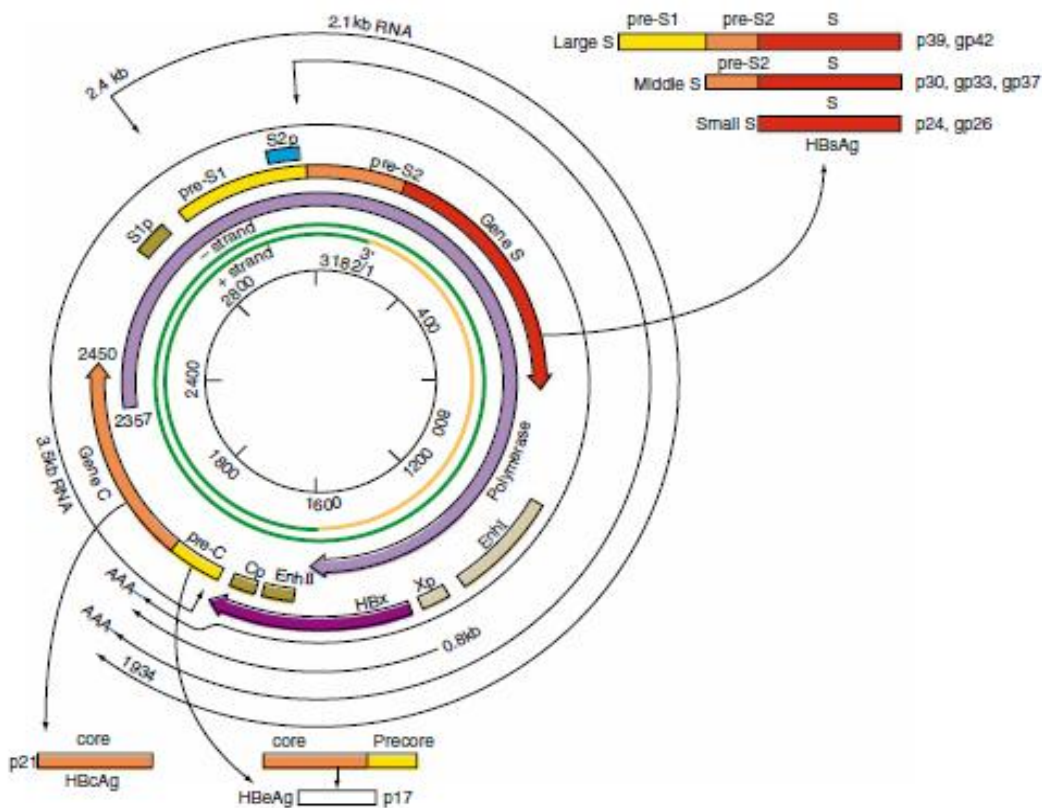 2.1kb RNA
2.4 kb
pre-S1 pre-S2 S
Large S p39, gp42
pre-S2 S
Middle S p30, gp33, gp37
S
Small S p24, gp26
HBsAg
S2p
pre-S1
pre-S2
S1p
Gene S
– strand
+ strand
3'
3182/1
400
800
1200
1600
1800
2400
2800
2450
2357
Gene C
3.5kb RNA
Polymerase
EnhI
pre-C
Cp
EnhII
Xp
HBx
AAA
AAA
0.8kb
1934
core
p21
HBcAg
core Precore
HBeAg p17